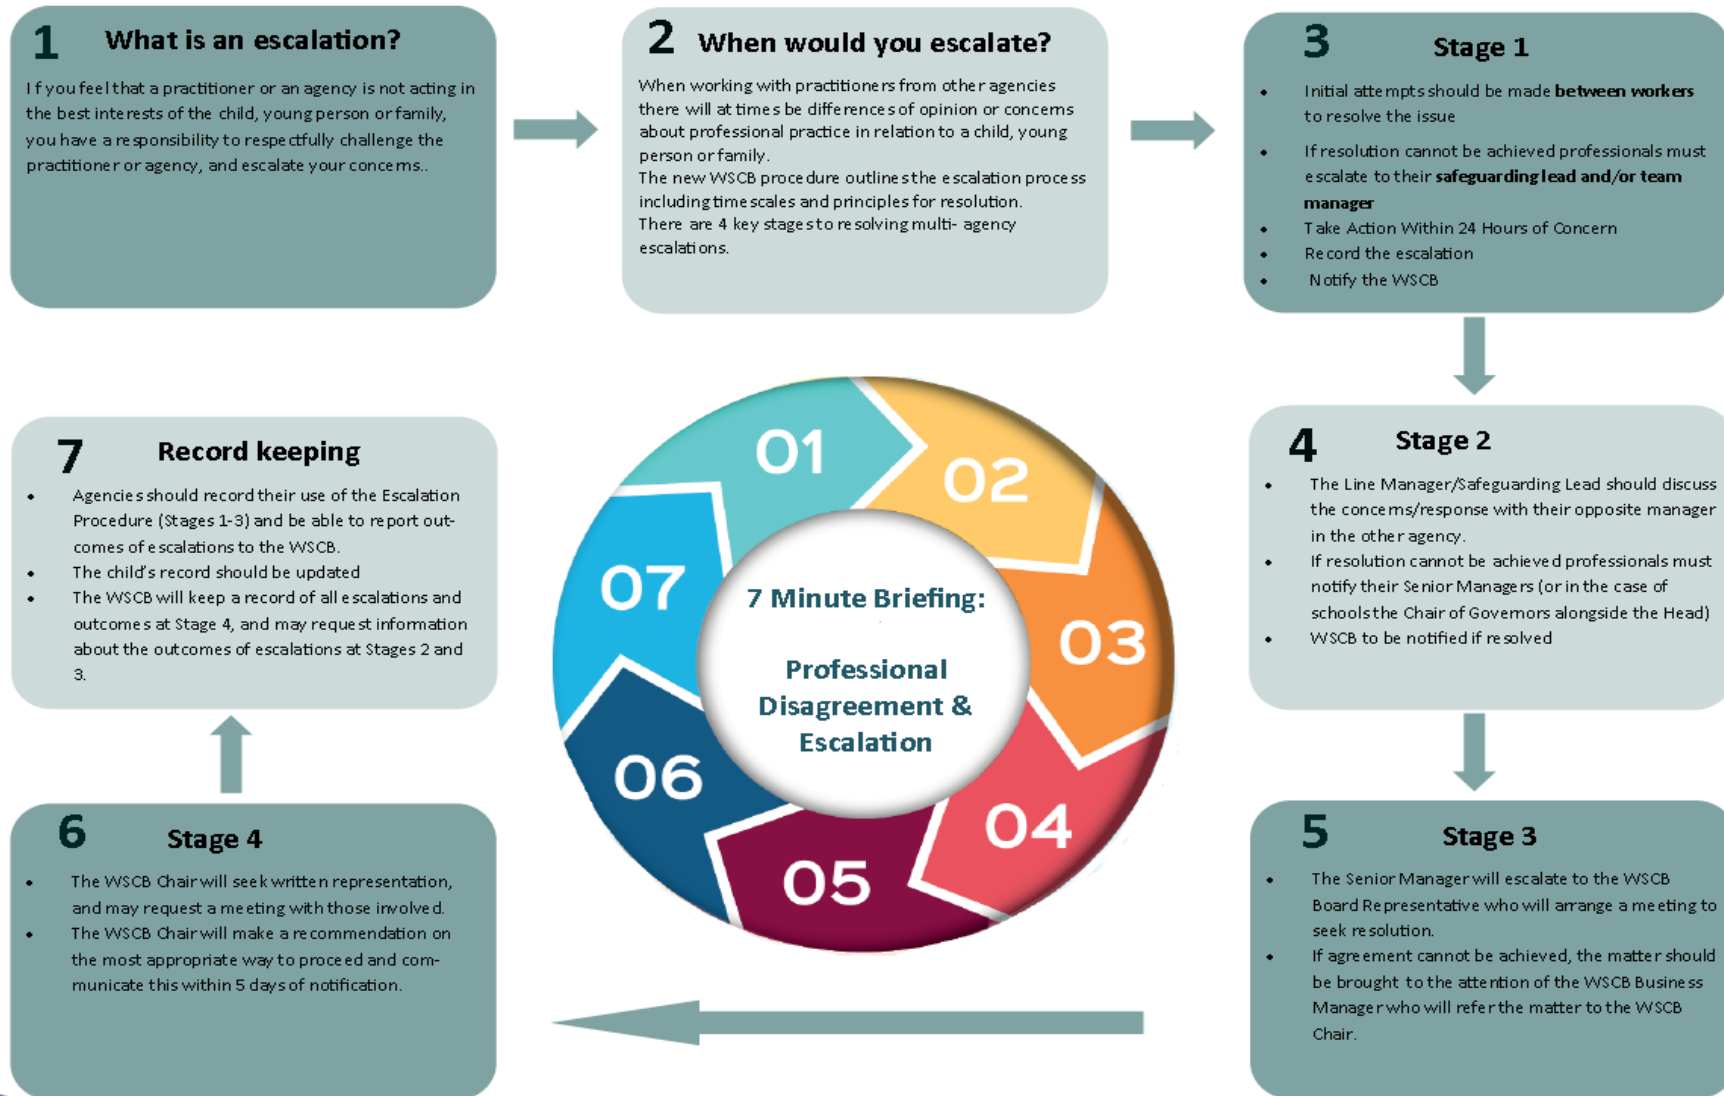 1 What is an escalation?
If you feel that a practitioner or an agency is not acting in
the best interests of the child, young person or family,
you have a responsibility to respectfully challenge the
practitioner or agency, and escalate your concerns..
2 When would you escalate?
When working with practitioners from other agencies
there will at times be differences of opinion or concerns
about professional practice in relation to a child, young
person or family.
The new WSCB procedure outlines the escalation process
including timescales and principles for resolution.
There are 4 key stages to resolving multi- agency
escalations.
3 Stage 1
• Initial attempts should be made between workers
to resolve the issue
• If resolution cannot be achieved professionals must
escalate to their safeguarding lead and/or team
manager
• Take Action Within 24 Hours of Concern
• Record the escalation
• Notify the WSCB
4 Stage 2
• The Line Manager/Safeguarding Lead should discuss
the concerns/response with their opposite manager
in the other agency.
• If resolution cannot be achieved professionals must
notify their Senior Managers (or in the case of
schools the Chair of Governors alongside the Head)
• WSCB to be notified if resolved
5 Stage 3
• The Senior Manager will escalate to the WSCB
Board Representative who will arrange a meeting to
seek resolution.
• If agreement cannot be achieved, the matter should
be brought to the attention of the WSCB Business
Manager who will refer the matter to the WSCB
Chair.
6 Stage 4
• The WSCB Chair will seek written representation,
and may request a meeting with those involved.
• The WSCB Chair will make a recommendation on
the most appropriate way to proceed and com-
municate this within 5 days of notification.
7 Record keeping
• Agencies should record their use of the Escalation
Procedure (Stages 1-3) and be able to report out-
comes of escalations to the WSCB.
• The child's record should be updated
• The WSCB will keep a record of all escalations and
outcomes at Stage 4, and may request information
about the outcomes of escalations at Stages 2 and
3.
01
02
03
04
05
06
07
7 Minute Briefing:
Professional
Disagreement &
Escalation